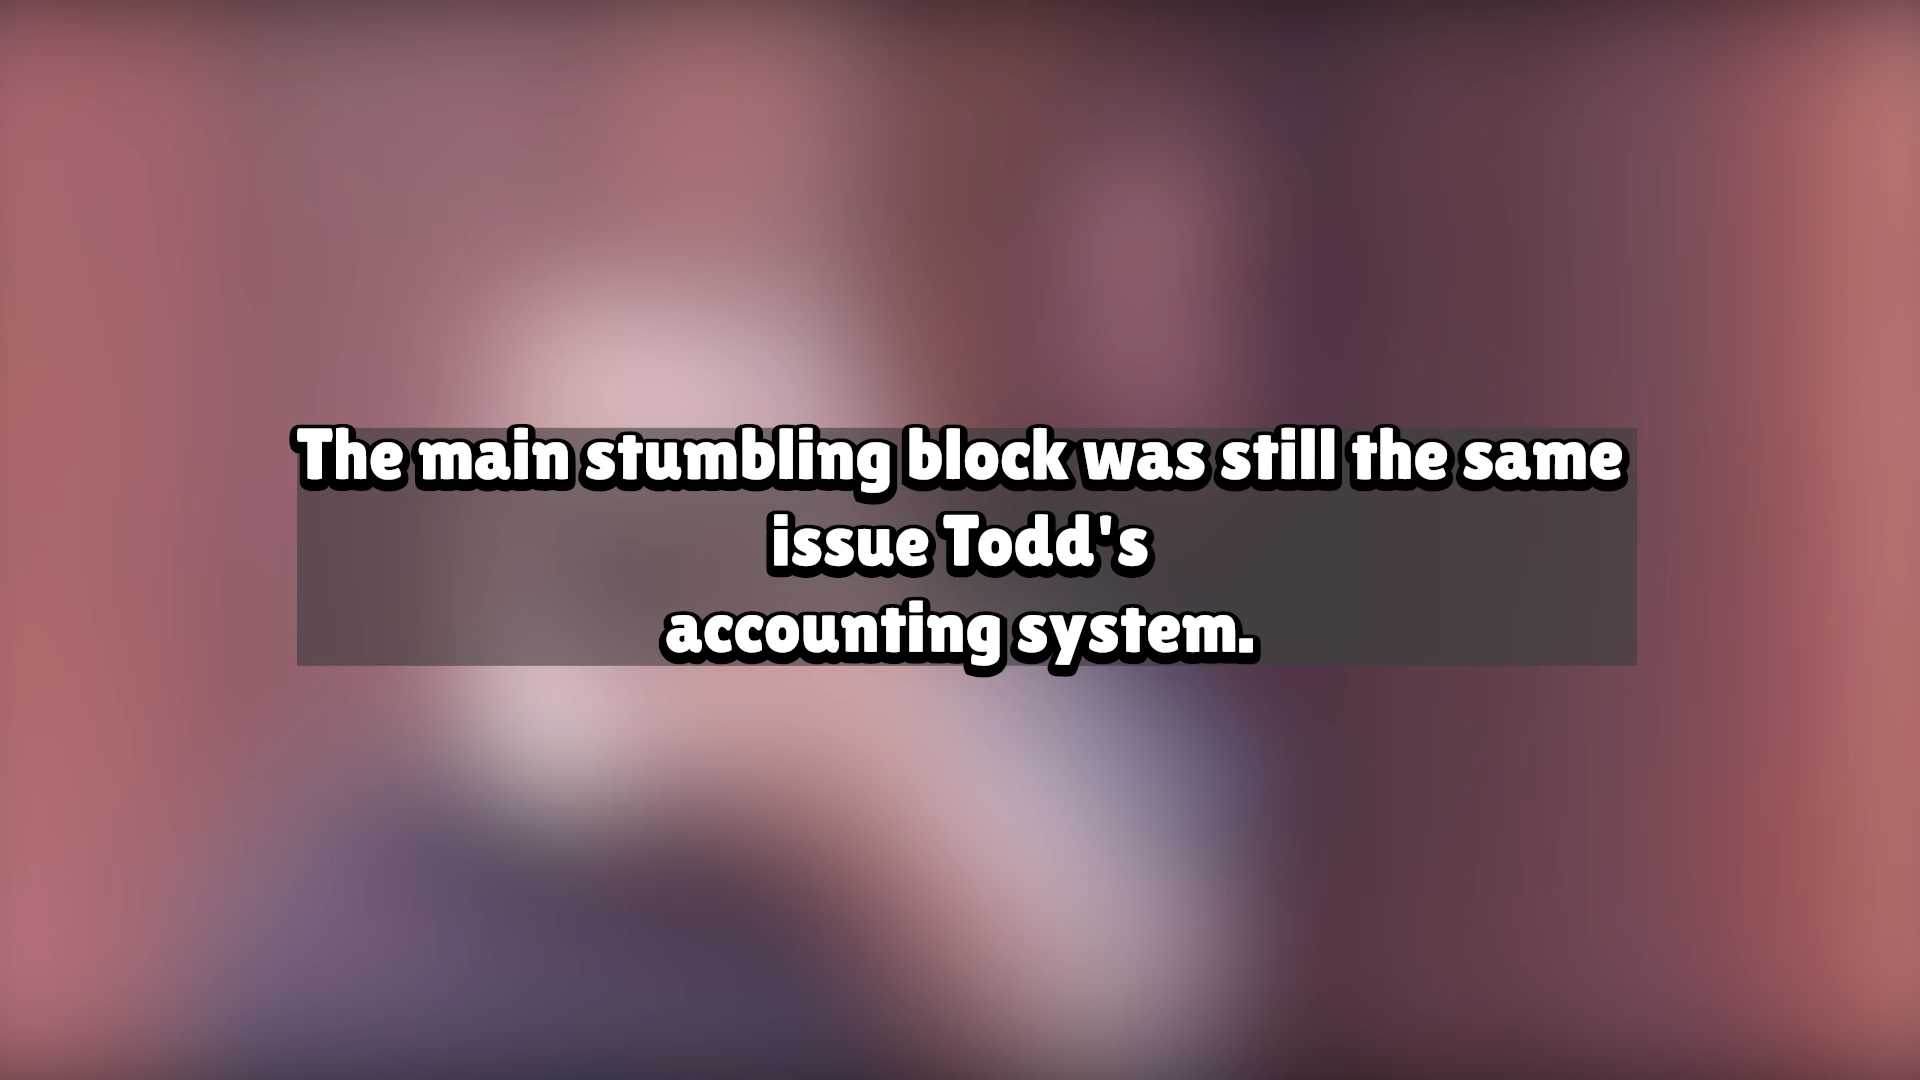 The main stumbling block was still the same
issue Todd's
accounting system.